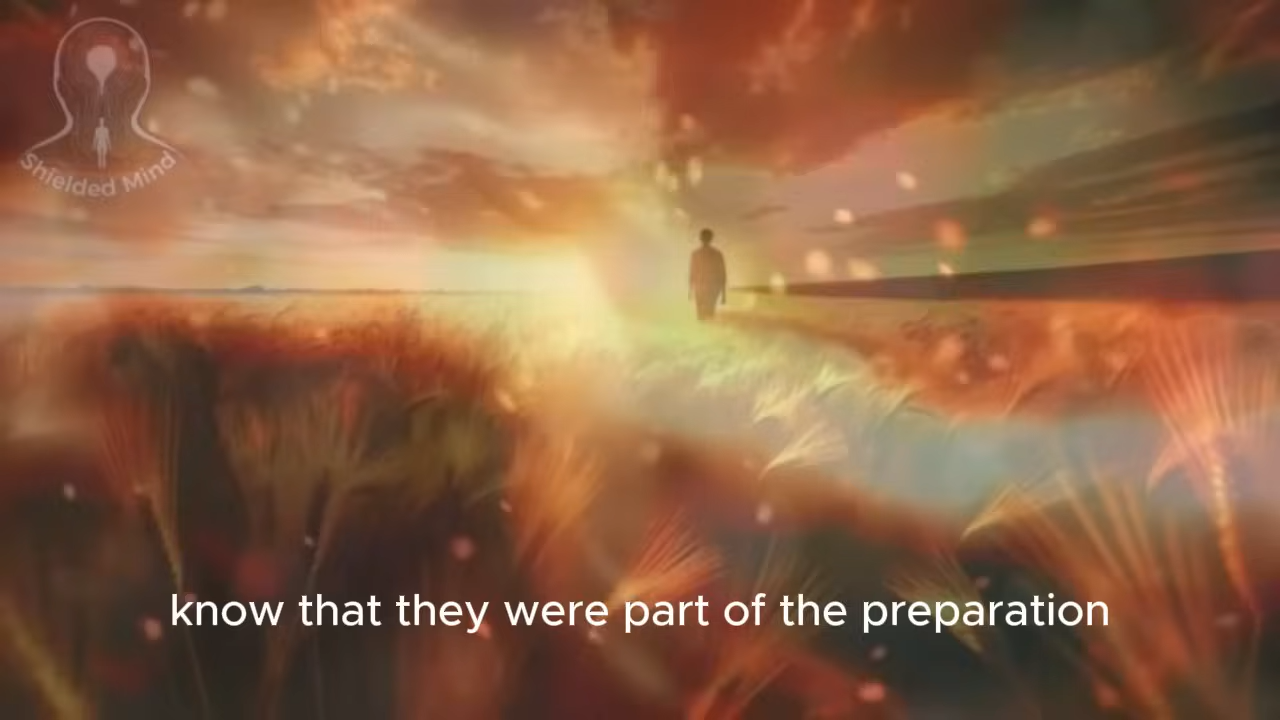 Shielded Mind
know that they were part of the preparation